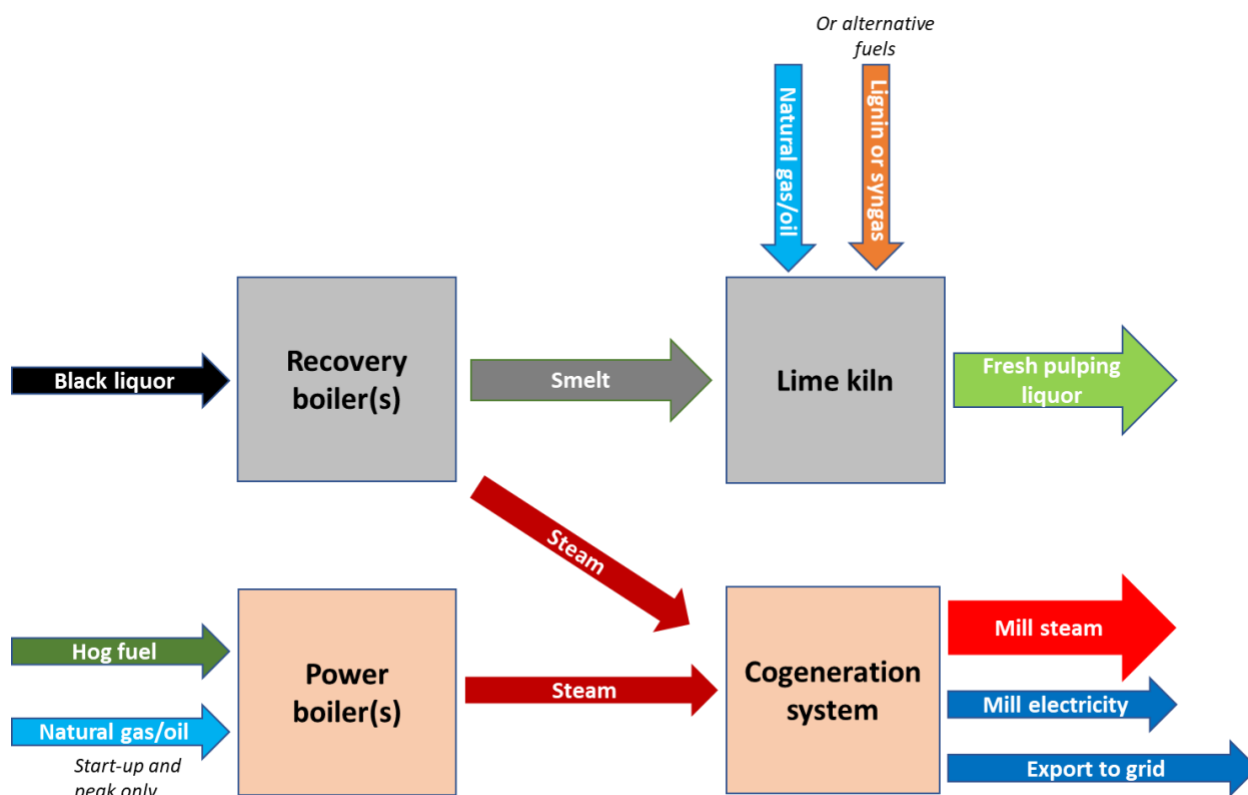 Or alternative
fuels
Natural gas/oil
Lignin or syngas
Black liquor
Recovery
boiler(s)
Smelt
Lime kiln
Fresh pulping
liquor
Steam
Hog fuel
Natural gas/oil
Start-up and
peak only
Power
boiler(s)
Steam
Cogeneration
system
Mill steam
Mill electricity
Export to grid